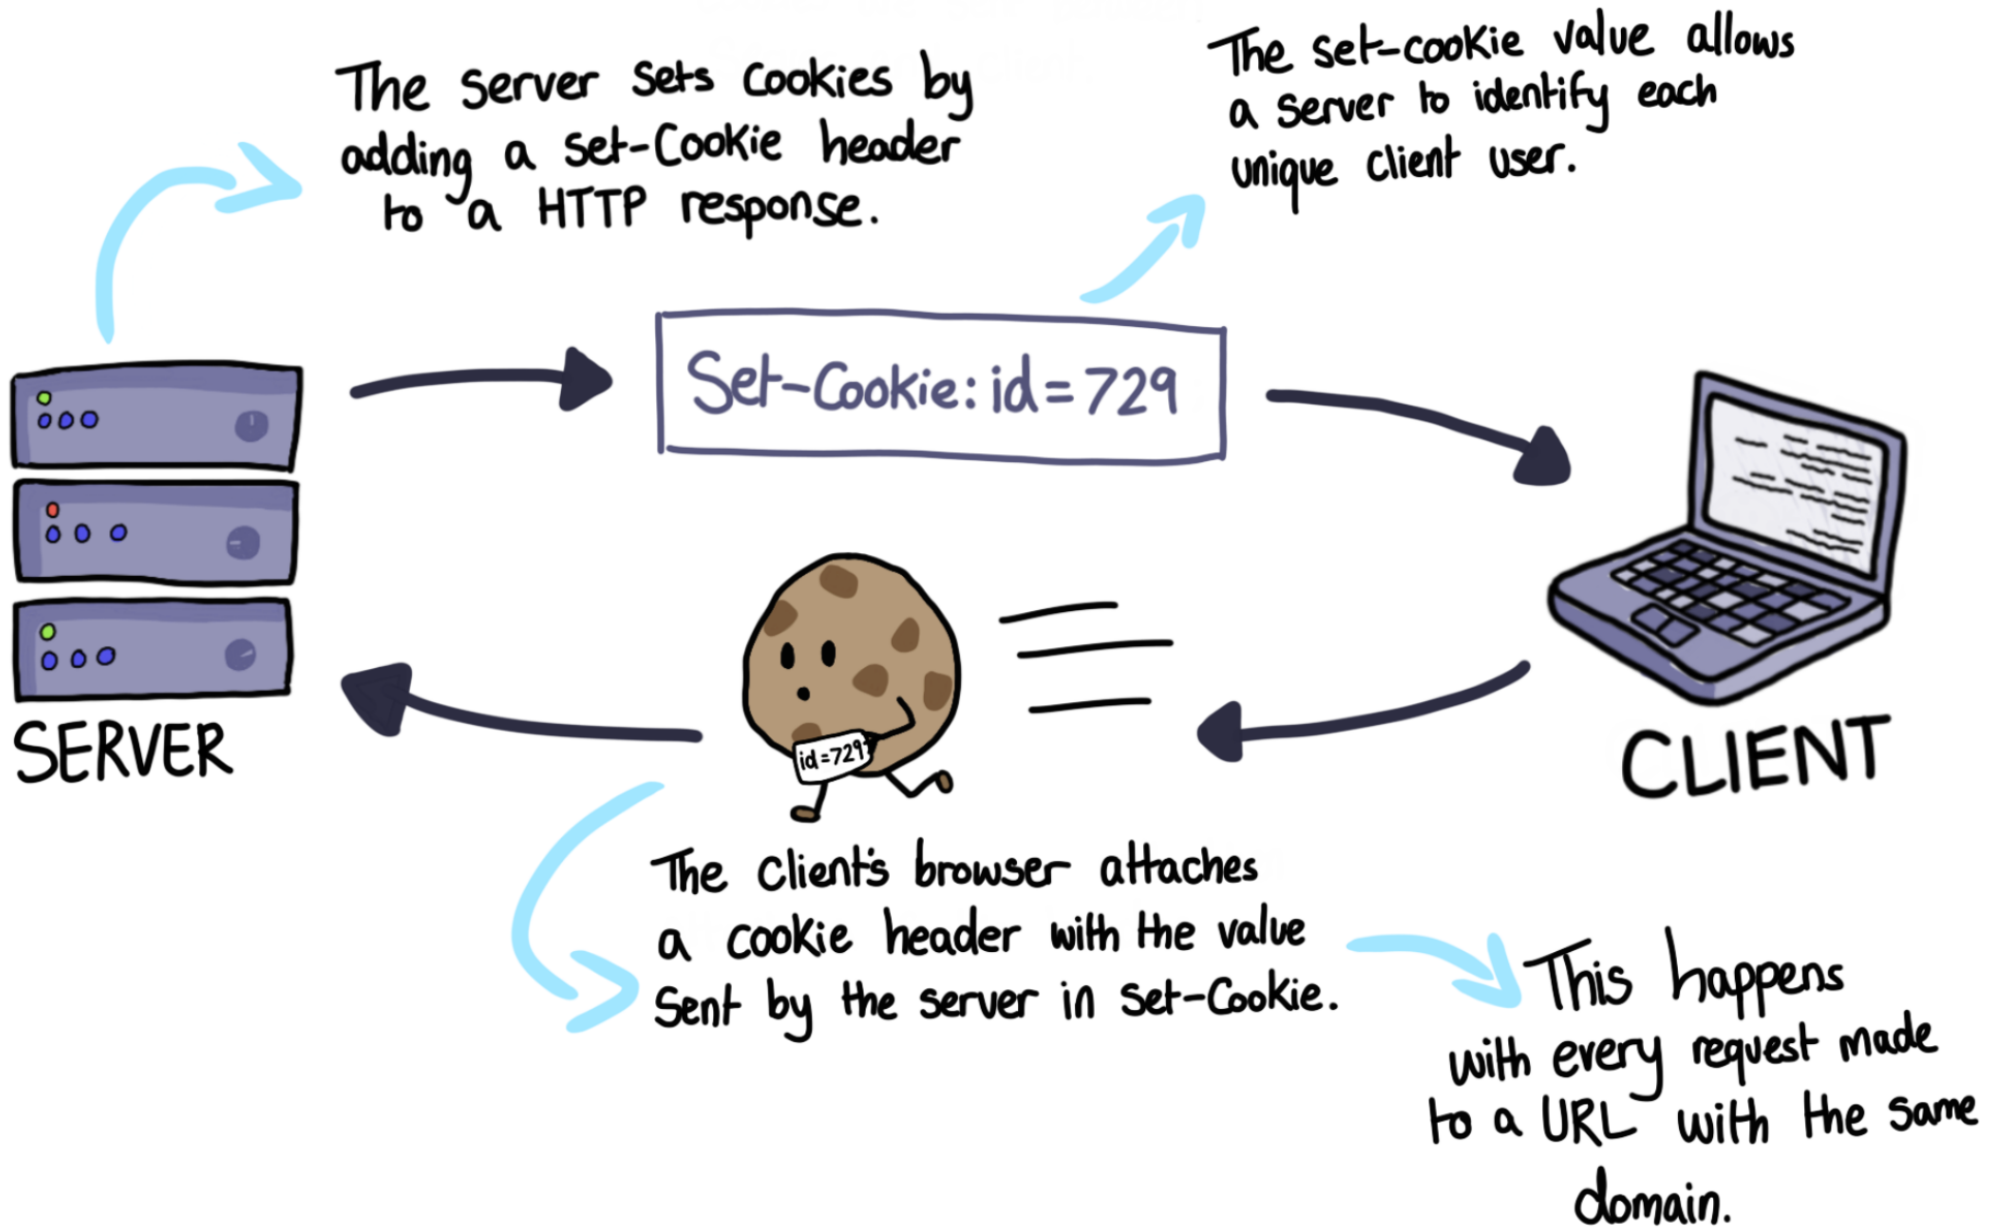 The server sets cookies by
adding a set-Cookie header
to a HTTP response.
The set-cookie value allows
a server to identify each
unique client user.
Set-Cookie: id=729
SERVER
id=729
CLIENT
The client's browser attaches
a cookie header with the value
sent by the server in set-Cookie.
This happens
with every request made
to a URL with the same
domain.